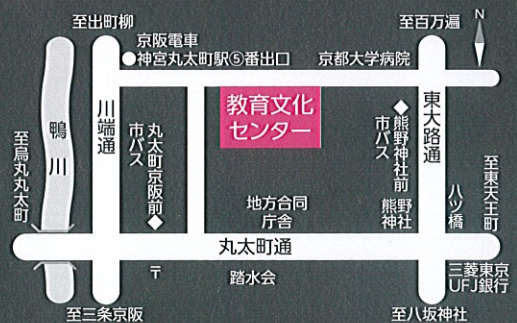 至出町柳
至百万遍
N
京阪電車
神宮丸太町駅⑤番出口
京都大学病院
鴨川
川端通
教育文化
センター
東大路通
至烏丸丸太町
市バス
丸太町京阪前
市バス
熊野神社前
熊野
神社
八ツ橋
至東天王町
地方合同
庁舎
丸太町通
〒
踏水会
三菱東京
UFJ銀行
至三条京阪
至八坂神社